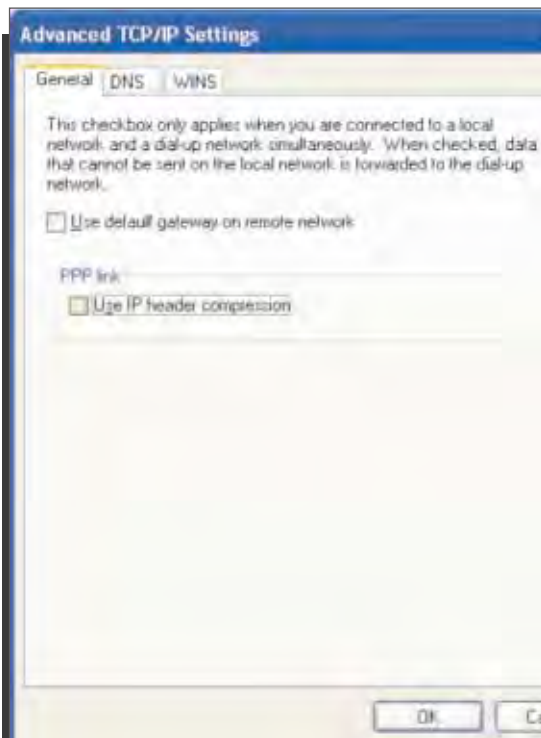 Advanced TCP/IP Settings
General DNS WINS
This checkbox only applies when you are connected to a local
network and a dial-up network simultaneously. When checked, data
that cannot be sent on the local network is forwarded to the dial-up
network.
Use default gateway on remote network
PPP link
Use IP header compression
OK Ca